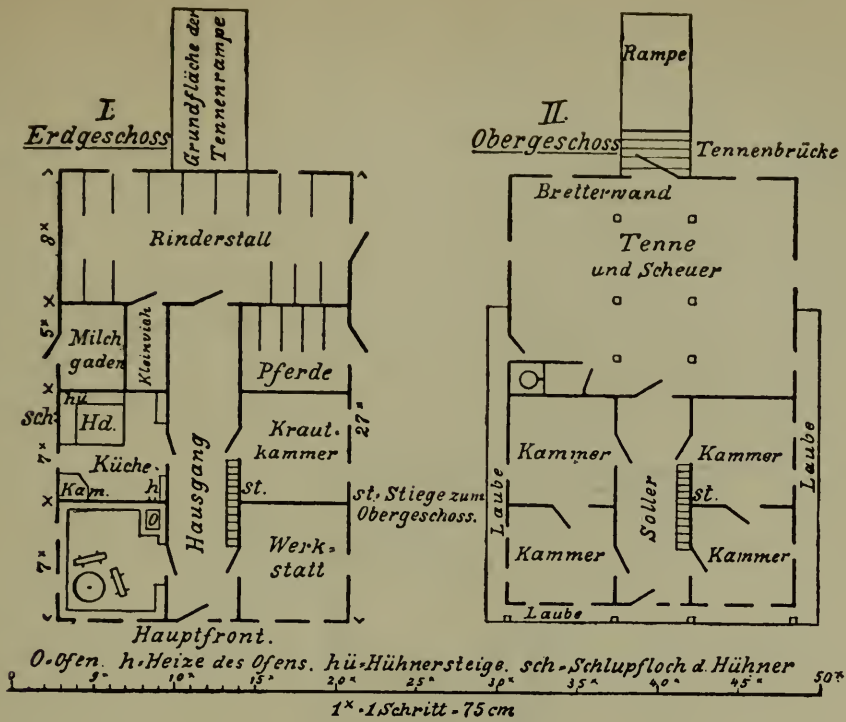 Grundfläche der
Tennenrampe
I.
Erdgeschoss
Rinderstall
8ˣ
5ˣ
7ˣ
7ˣ
27ˣ
Milch
gaden
Kleinvieh
Pferde
hü
sch.
Hd.
Küche.
Kam.
h
O
Hausgang
st.
Kraut-
kammer
Werk-
statt
Hauptfront.
st. Stiege zum
Obergeschoss.
Rampe
II.
Obergeschoss
Tennenbrücke
Bretterwand
Tenne
und Scheuer
Kammer
Kammer
Kammer
Kammer
Soller
st.
Laube
Laube
Laube
O-Ofen. h-Heize des Ofens. hü-Hühnersteige. sch-Schlupfloch d. Hühner
0 10ˣ 15ˣ 20ˣ 25ˣ 30ˣ 35ˣ 40ˣ 45ˣ 50ˣ
1ˣ - 1 Schritt - 75 cm